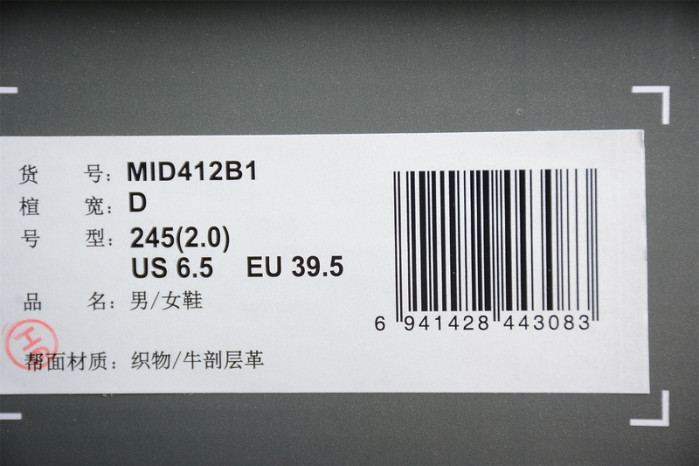 货 号：MID412B1
楦 宽：D
号 型：245(2.0)
US 6.5 EU 39.5
品 名：男/女鞋
帮面材质：织物/牛剖层革
6 941428 443083